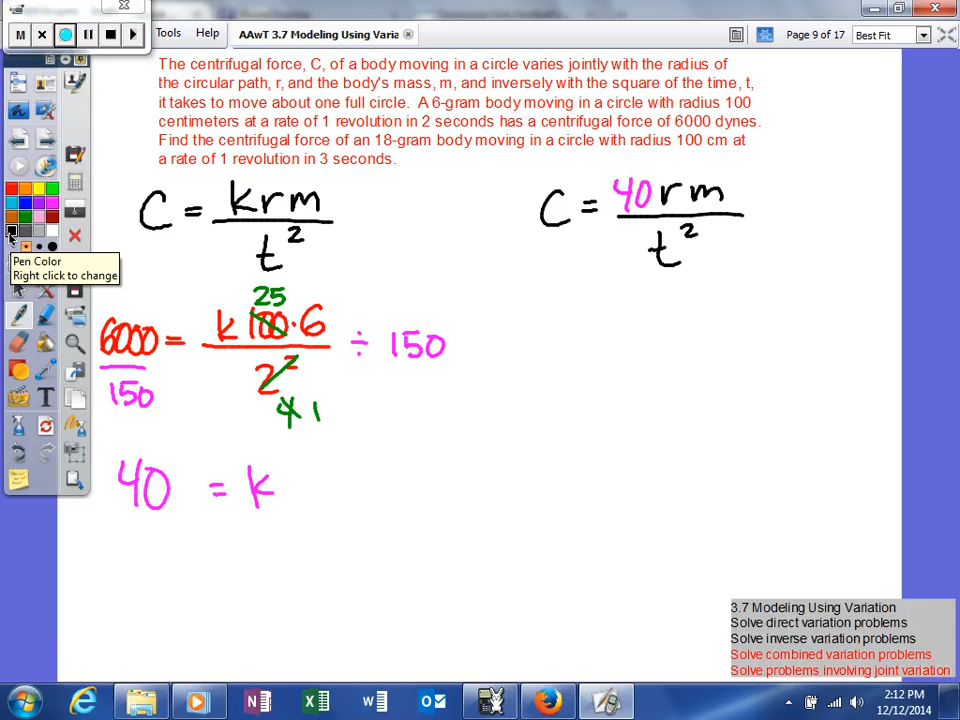 M
Tools Help AAwT 3.7 Modeling Using Varia Page 9 of 17 Best Fit
The centrifugal force, C, of a body moving in a circle varies jointly with the radius of
the circular path, r, and the body's mass, m, and inversely with the square of the time, t,
it takes to move about one full circle. A 6-gram body moving in a circle with radius 100
centimeters at a rate of 1 revolution in 2 seconds has a centrifugal force of 6000 dynes.
Find the centrifugal force of an 18-gram body moving in a circle with radius 100 cm at
a rate of 1 revolution in 3 seconds.
C = krm / t²
C = 40rm / t²
Pen Color
Right click to change
25
6000 = k100·6 / 2² ÷ 150
150
4 1
40 = k
3.7 Modeling Using Variation
Solve direct variation problems
Solve inverse variation problems
Solve combined variation problems
Solve problems involving joint variation
2:12 PM
12/12/2014